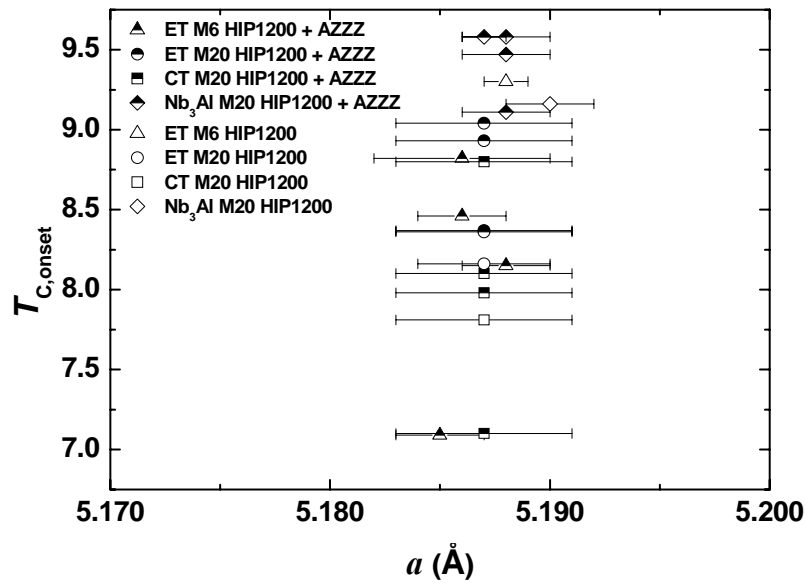 ET M6 HIP1200 + AZZZ
ET M20 HIP1200 + AZZZ
CT M20 HIP1200 + AZZZ
Nb₃Al M20 HIP1200 + AZZZ
ET M6 HIP1200
ET M20 HIP1200
CT M20 HIP1200
Nb₃Al M20 HIP1200
9.5
9.0
8.5
8.0
7.5
7.0
T_C,onset
5.170
5.180
5.190
5.200
a (Å)